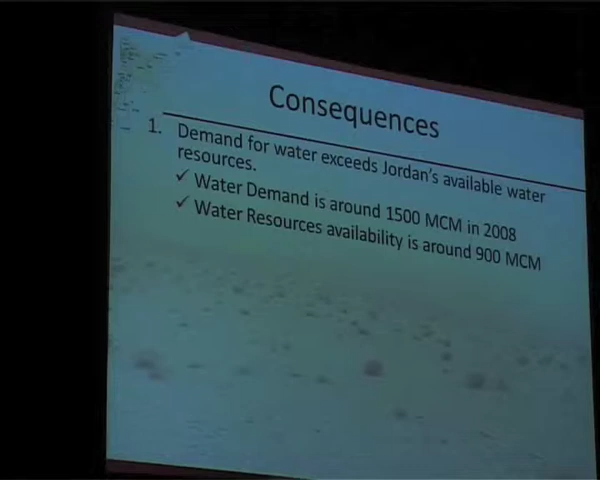 Consequences
1. Demand for water exceeds Jordan's available water
resources.
✓ Water Demand is around 1500 MCM in 2008
✓ Water Resources availability is around 900 MCM